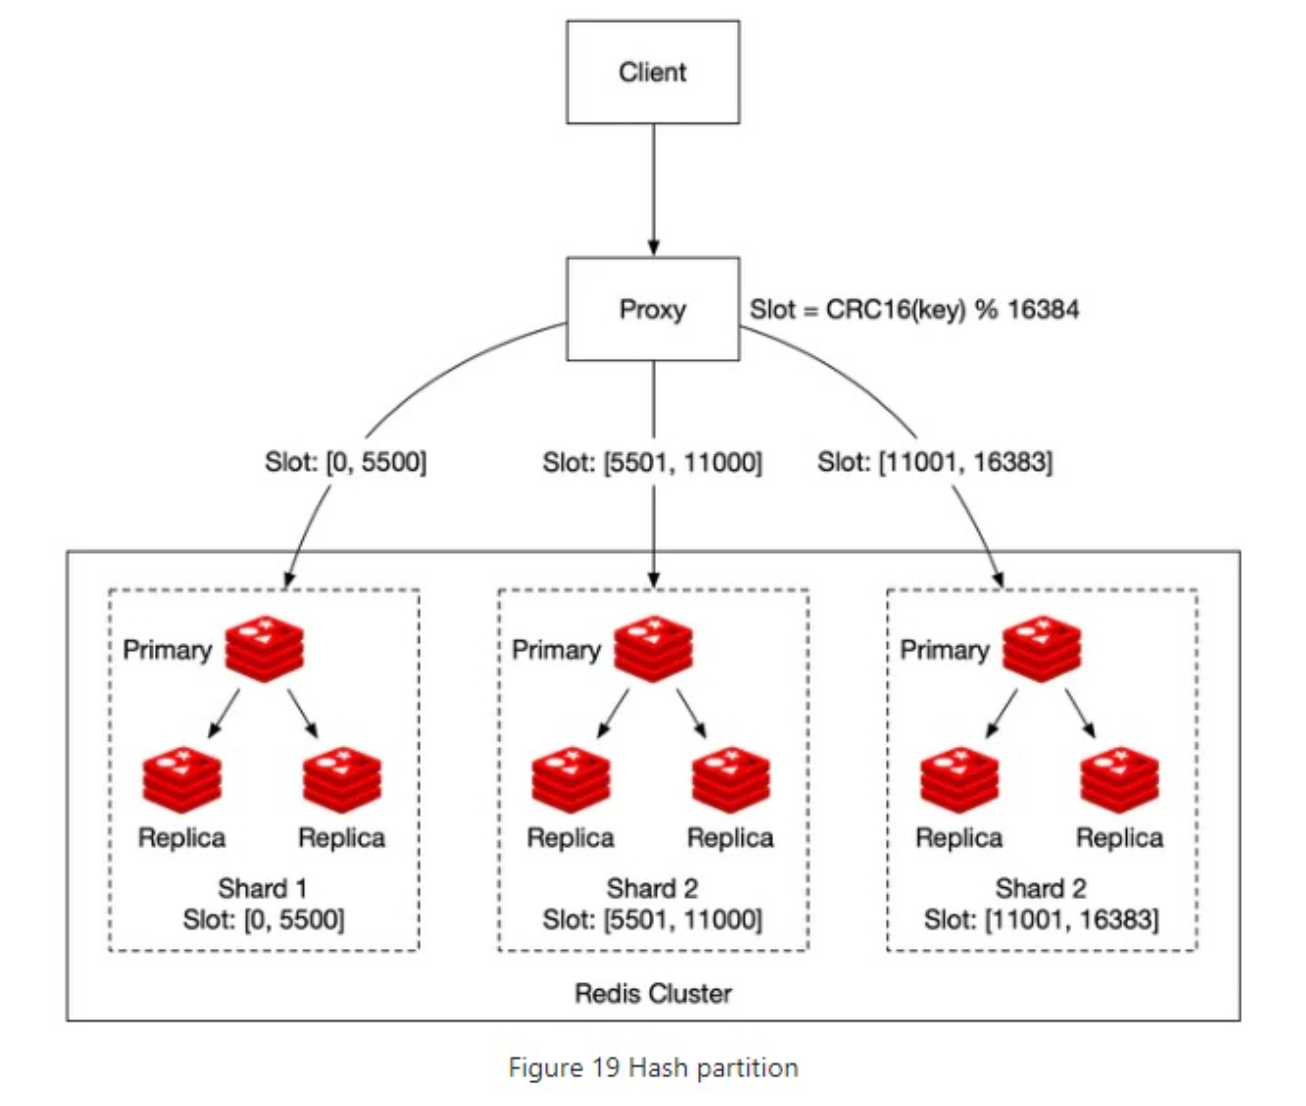 Client
Proxy
Slot = CRC16(key) % 16384
Slot: [0, 5500]
Slot: [5501, 11000]
Slot: [11001, 16383]
Primary
Primary
Primary
Replica
Replica
Replica
Replica
Replica
Replica
Shard 1
Slot: [0, 5500]
Shard 2
Slot: [5501, 11000]
Shard 2
Slot: [11001, 16383]
Redis Cluster
Figure 19 Hash partition